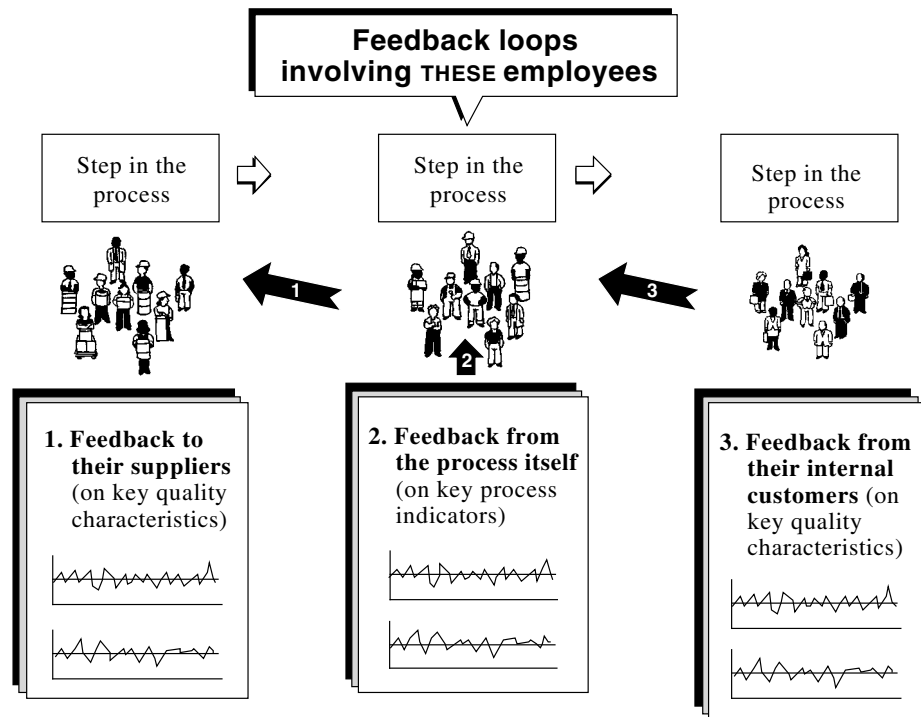 Feedback loops
involving THESE employees
Step in the
process
Step in the
process
Step in the
process
1
2
3
1. Feedback to
their suppliers
(on key quality
characteristics)
2. Feedback from
the process itself
(on key process
indicators)
3. Feedback from
their internal
customers (on
key quality
characteristics)